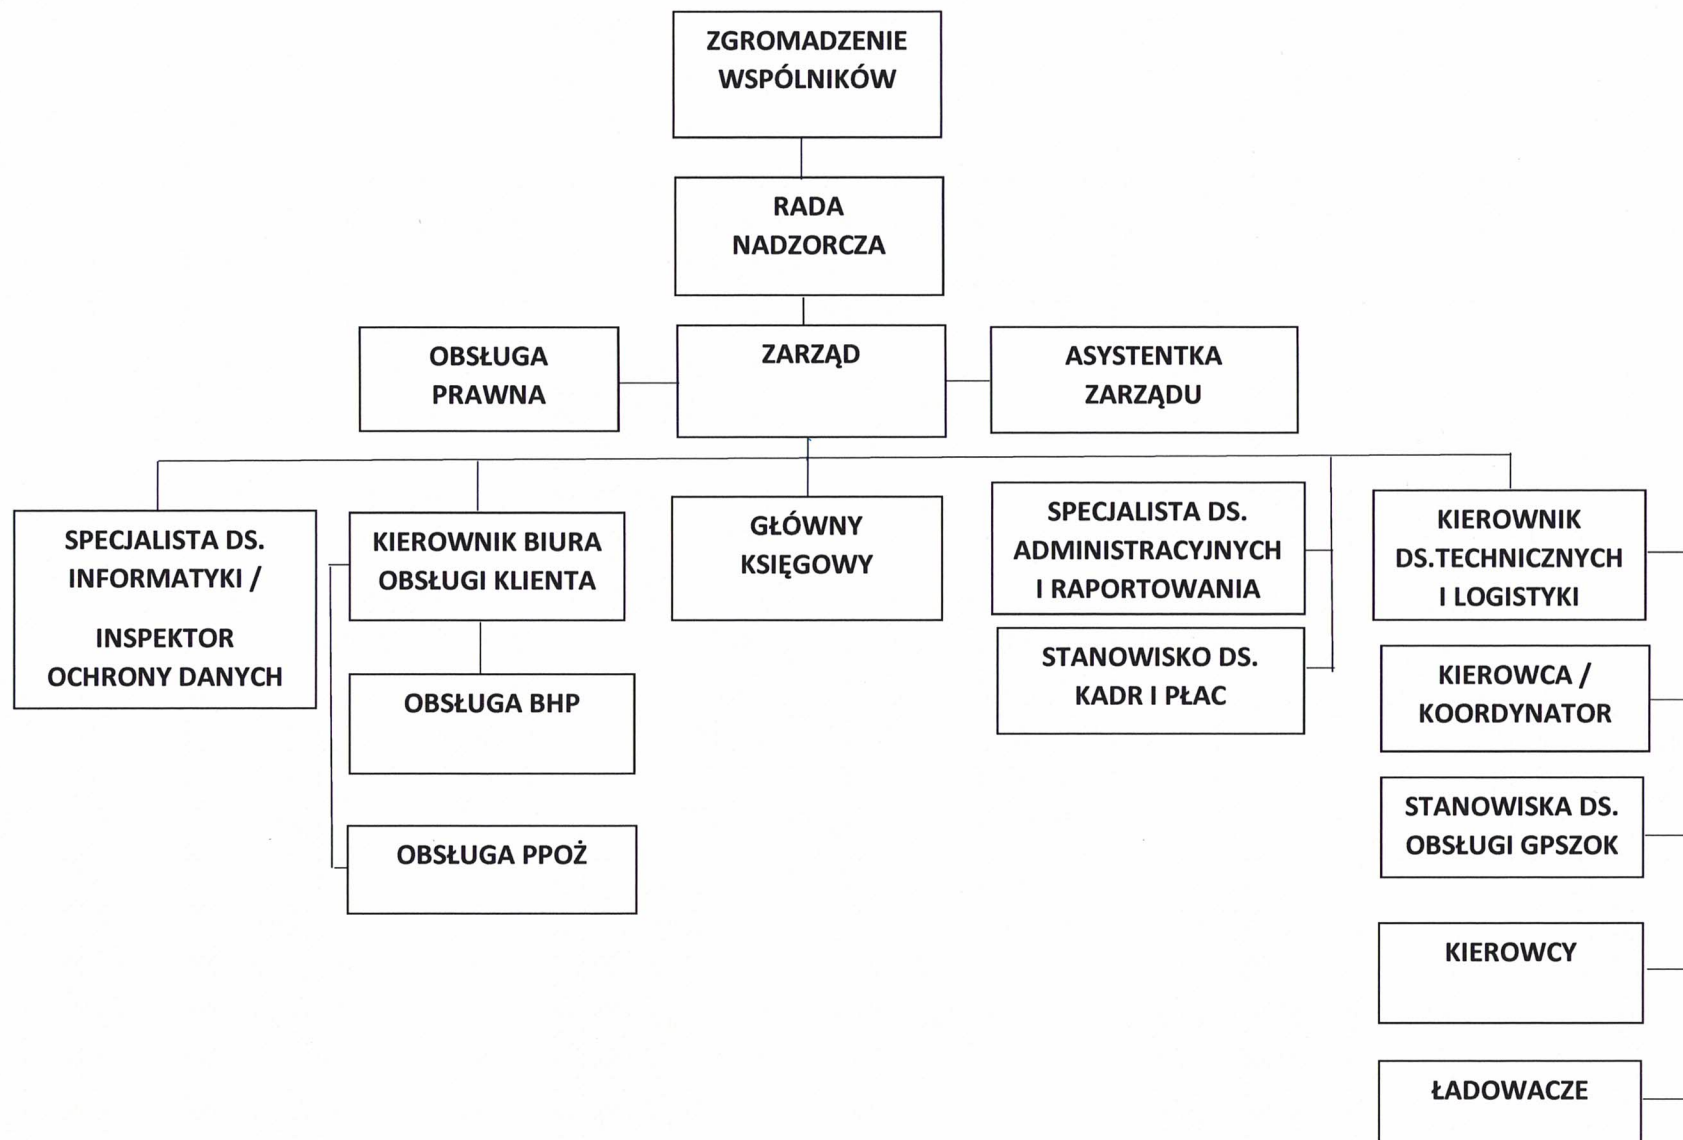 ZGROMADZENIE
WSPÓLNIKÓW
RADA
NADZORCZA
OBSŁUGA
PRAWNA
ZARZĄD
ASYSTENTKA
ZARZĄDU
SPECJALISTA DS.
INFORMATYKI /
INSPEKTOR
OCHRONY DANYCH
KIEROWNIK BIURA
OBSŁUGI KLIENTA
OBSŁUGA BHP
OBSŁUGA PPOŻ
GŁÓWNY
KSIĘGOWY
SPECJALISTA DS.
ADMINISTRACYJNYCH
I RAPORTOWANIA
STANOWISKO DS.
KADR I PŁAC
KIEROWNIK
DS.TECHNICZNYCH
I LOGISTYKI
KIEROWCA /
KOORDYNATOR
STANOWISKA DS.
OBSŁUGI GPSZOK
KIEROWCY
ŁADOWACZE